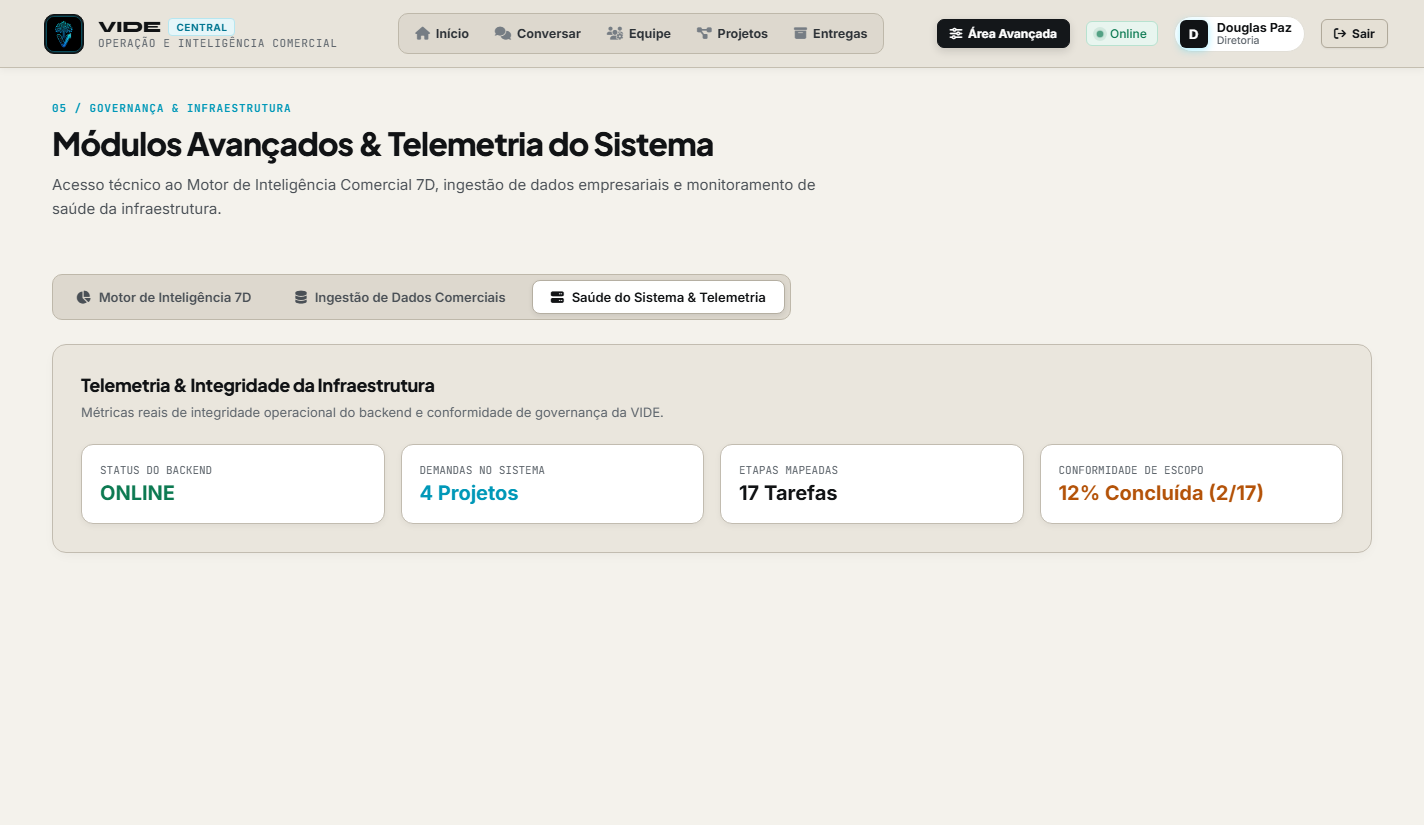 VIDE CENTRAL
OPERAÇÃO E INTELIGÊNCIA COMERCIAL
Início
Conversar
Equipe
Projetos
Entregas
Área Avançada
Online
D
Douglas Paz
Diretoria
Sair
05 / GOVERNANÇA & INFRAESTRUTURA
Módulos Avançados & Telemetria do Sistema
Acesso técnico ao Motor de Inteligência Comercial 7D, ingestão de dados empresariais e monitoramento de
saúde da infraestrutura.
Motor de Inteligência 7D
Ingestão de Dados Comerciais
Saúde do Sistema & Telemetria
Telemetria & Integridade da Infraestrutura
Métricas reais de integridade operacional do backend e conformidade de governança da VIDE.
STATUS DO BACKEND
ONLINE
DEMANDAS NO SISTEMA
4 Projetos
ETAPAS MAPEADAS
17 Tarefas
CONFORMIDADE DE ESCOPO
12% Concluída (2/17)